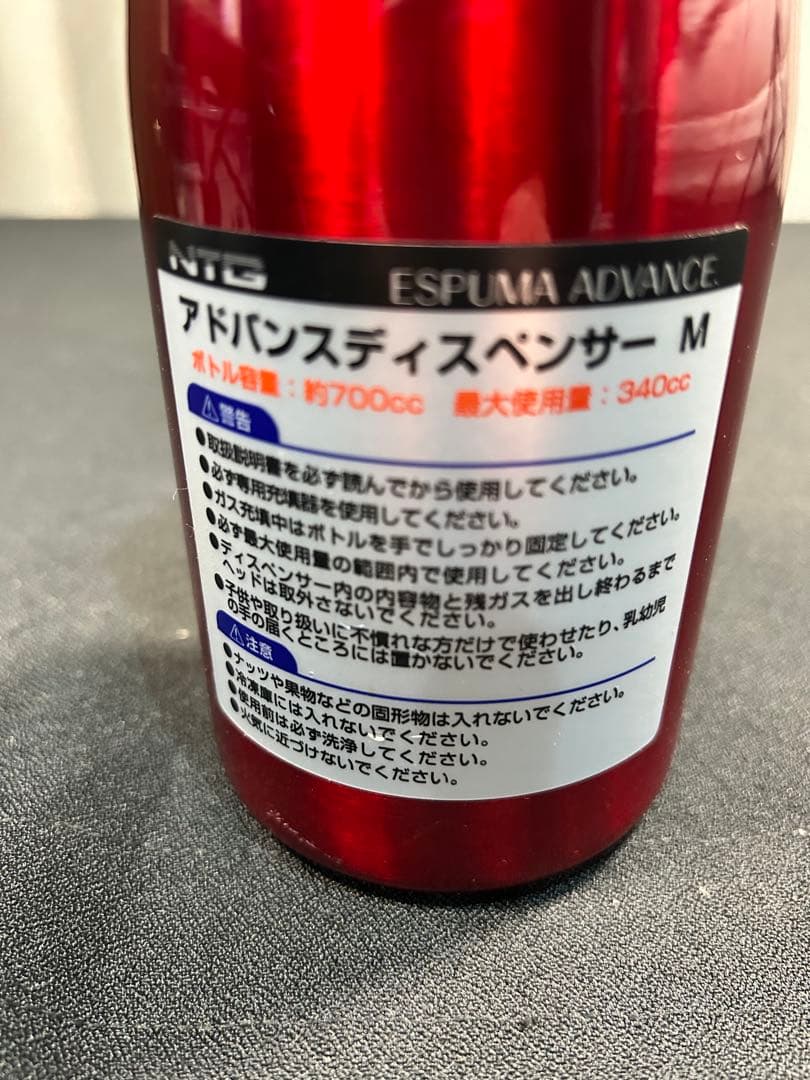 NTG ESPUMA ADVANCE
アドバンスディスペンサー M
ボトル容量：約700cc 最大使用量：340cc
⚠警告
●取扱説明書を必ず読んでから使用してください。
●必ず専用充填器を使用してください。
●ガス充填中はボトルを手でしっかり固定してください。
●必ず最大使用量の範囲内で使用してください。
●ディスペンサー内の内容物と残ガスを出し終わるまで
ヘッドは取外さないでください。
●子供や取り扱いに不慣れな方だけで使わせたり、乳幼児
の手の届くところには置かないでください。
⚠注意
●ナッツや果物などの固形物は入れないでください。
●冷凍庫には入れないでください。
●使用前は必ず洗浄してください。
●火気に近づけないでください。